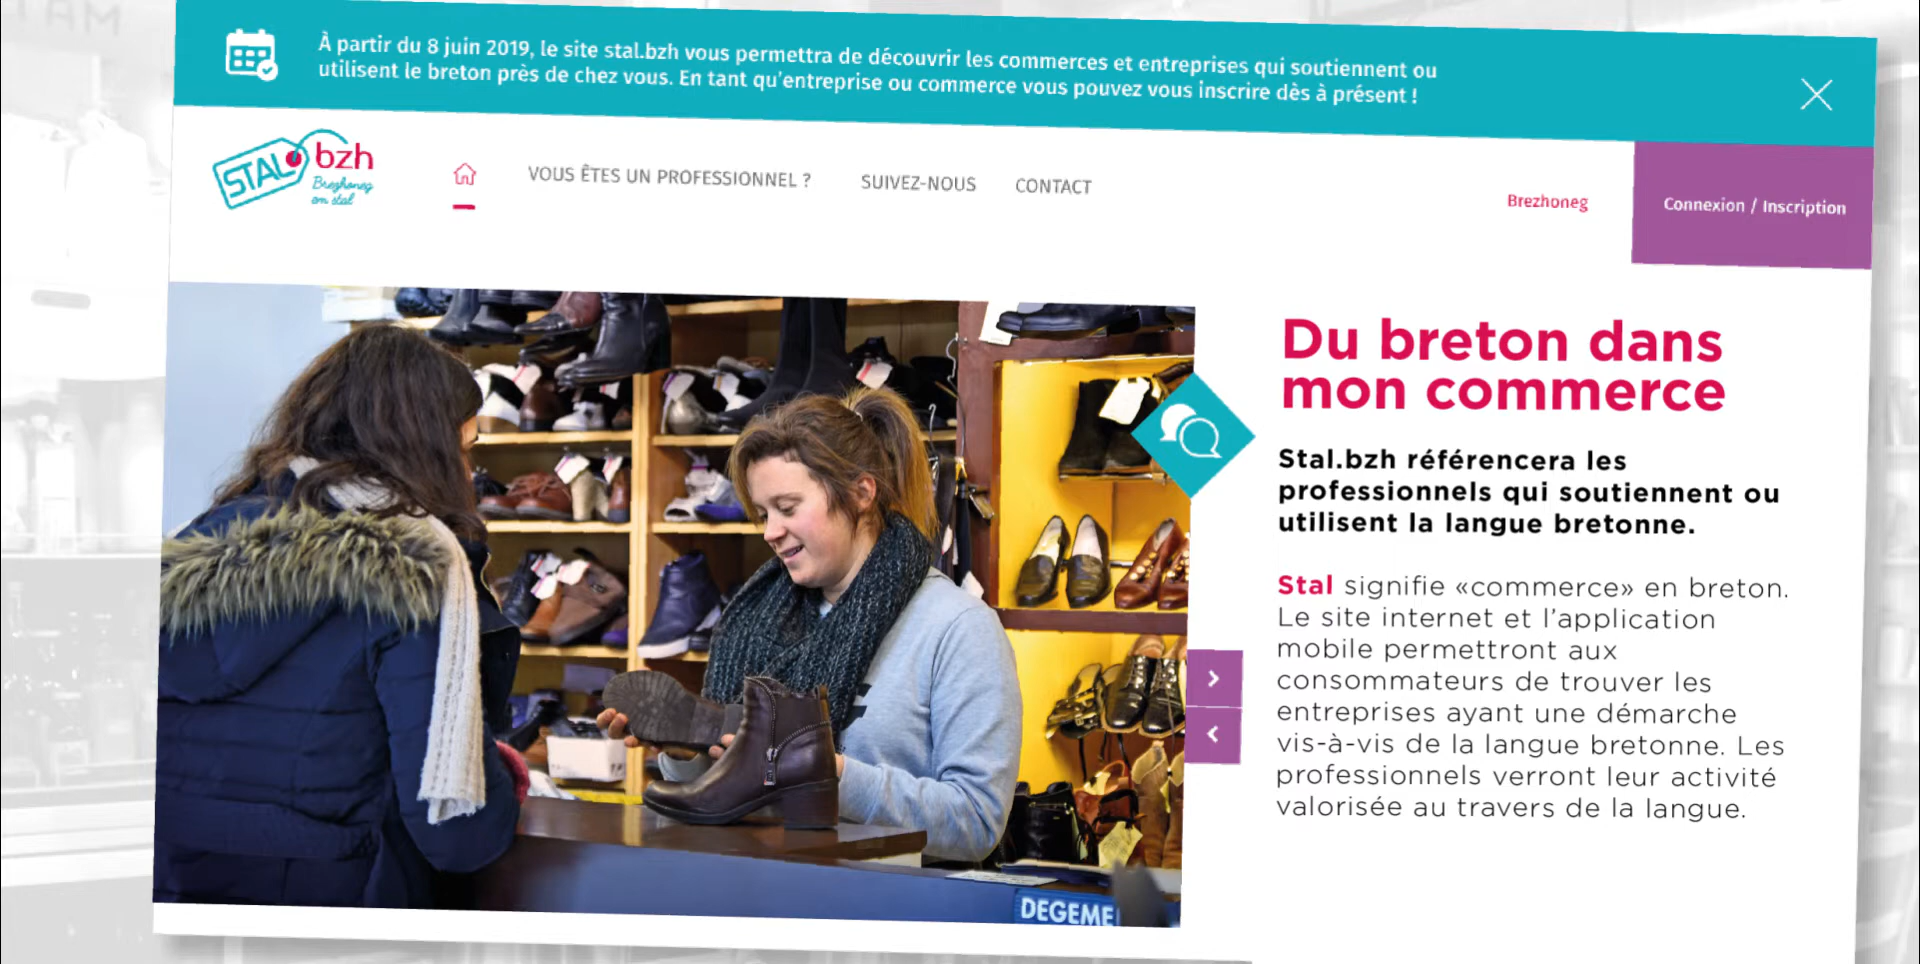 À partir du 8 juin 2019, le site stal.bzh vous permettra de découvrir les commerces et entreprises qui soutiennent ou
utilisent le breton près de chez vous. En tant qu'entreprise ou commerce vous pouvez vous inscrire dès à présent !
STAL bzh
Brezhoneg
em stal
VOUS ÊTES UN PROFESSIONNEL ?
SUIVEZ-NOUS
CONTACT
Brezhoneg
Connexion / Inscription
Du breton dans
mon commerce
Stal.bzh référencera les
professionnels qui soutiennent ou
utilisent la langue bretonne.
Stal signifie «commerce» en breton.
Le site internet et l'application
mobile permettront aux
consommateurs de trouver les
entreprises ayant une démarche
vis-à-vis de la langue bretonne. Les
professionnels verront leur activité
valorisée au travers de la langue.
DEGEME